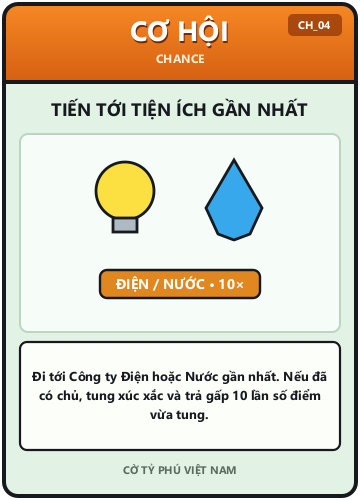 CƠ HỘI
CH_04
CHANCE
TIẾN TỚI TIỆN ÍCH GẦN NHẤT
ĐIỆN / NƯỚC • 10×
Đi tới Công ty Điện hoặc Nước gần nhất. Nếu đã
có chủ, tung xúc xắc và trả gấp 10 lần số điểm
vừa tung.
CỜ TỶ PHÚ VIỆT NAM